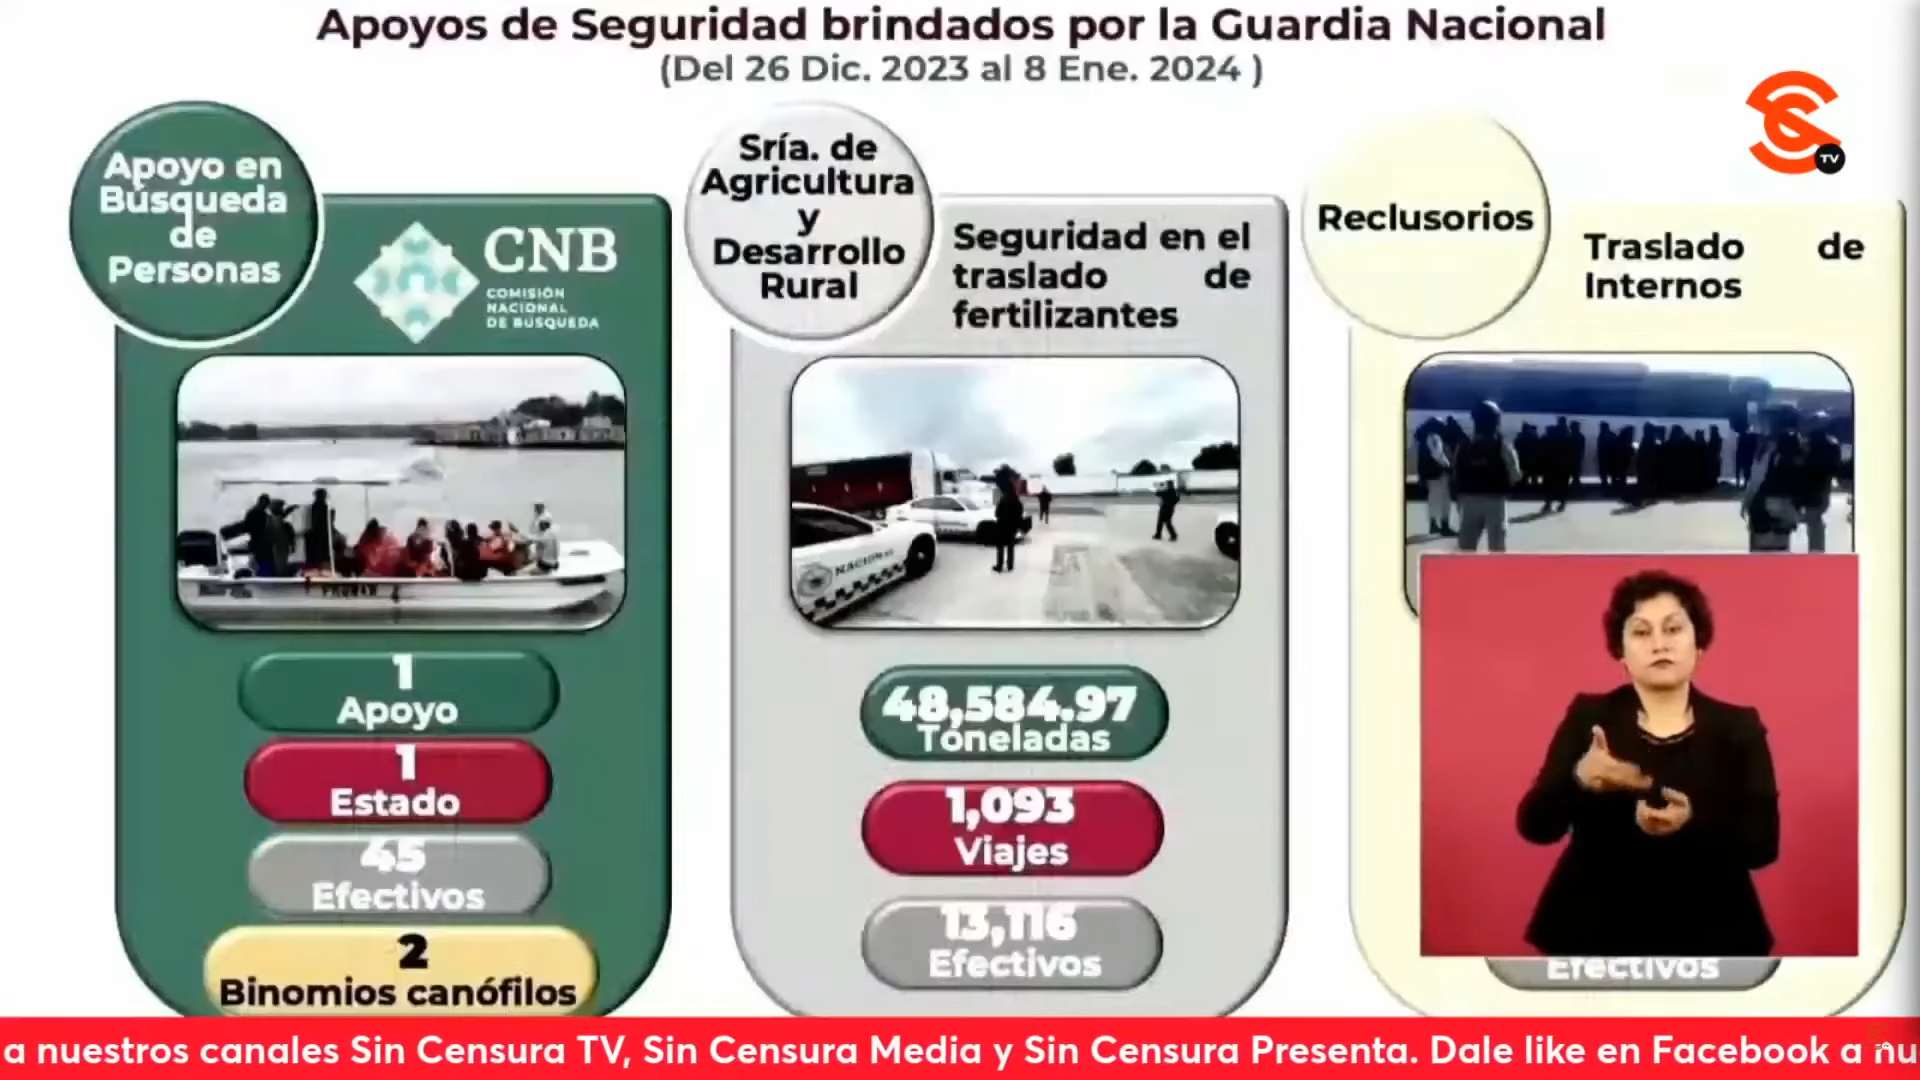 Apoyos de Seguridad brindados por la Guardia Nacional
(Del 26 Dic. 2023 al 8 Ene. 2024 )
TV
Apoyo en
Búsqueda
de
Personas
CNB
COMISIÓN
NACIONAL
DE BÚSQUEDA
1
Apoyo
1
Estado
45
Efectivos
2
Binomios canófilos
Sría. de
Agricultura
y
Desarrollo
Rural
Seguridad en el
traslado de
fertilizantes
NACIONAL
48,584.97
Toneladas
1,093
Viajes
13,116
Efectivos
Reclusorios
Traslado de
Internos
Efectivos
a nuestros canales Sin Censura TV, Sin Censura Media y Sin Censura Presenta. Dale like en Facebook a nu